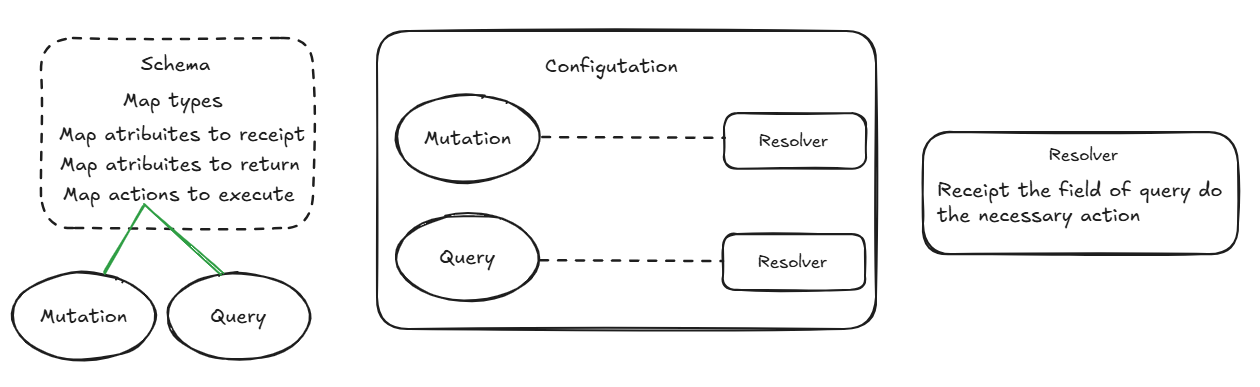 Schema
Map types
Map atribuites to receipt
Map atribuites to return
Map actions to execute
Mutation
Query
Configutation
Mutation
Resolver
Query
Resolver
Resolver
Receipt the field of query do
the necessary action